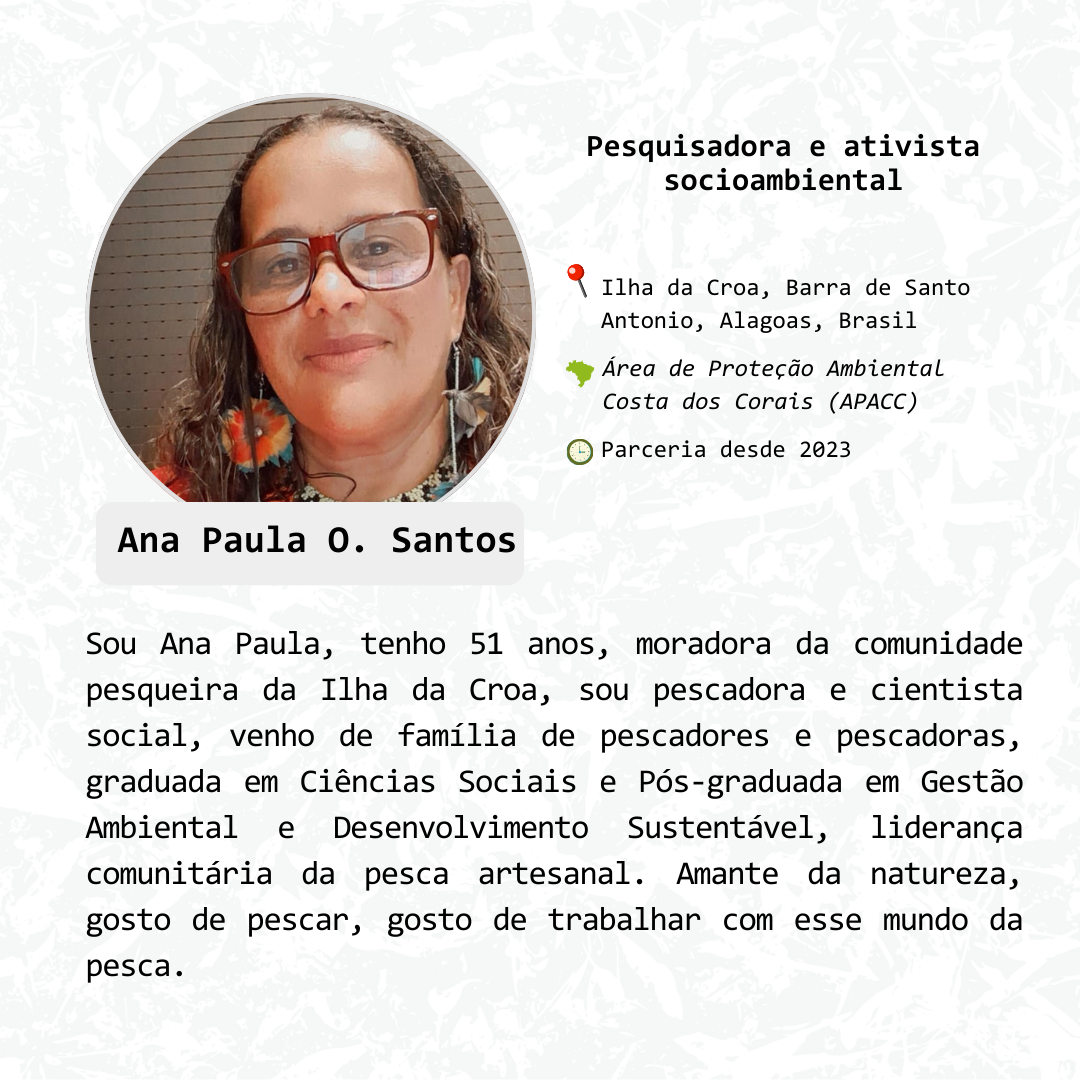 Pesquisadora e ativista
socioambiental
Ilha da Croa, Barra de Santo
Antonio, Alagoas, Brasil
Área de Proteção Ambiental
Costa dos Corais (APACC)
Parceria desde 2023
Ana Paula O. Santos
Sou Ana Paula, tenho 51 anos, moradora da comunidade
pesqueira da Ilha da Croa, sou pescadora e cientista
social, venho de família de pescadores e pescadoras,
graduada em Ciências Sociais e Pós-graduada em Gestão
Ambiental e Desenvolvimento Sustentável, liderança
comunitária da pesca artesanal. Amante da natureza,
gosto de pescar, gosto de trabalhar com esse mundo da
pesca.